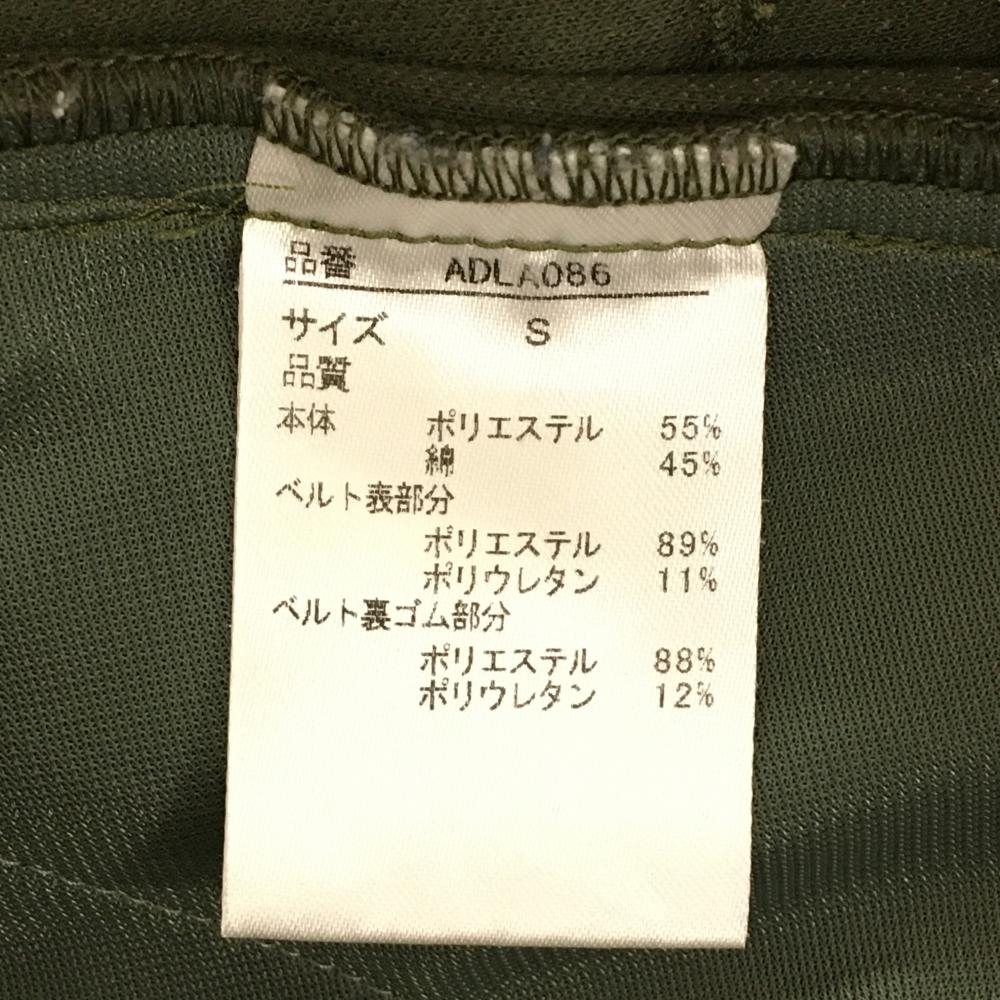 品番 ADLA086
サイズ S
品質
本体 ポリエステル 55%
綿 45%
ベルト表部分
ポリエステル 89%
ポリウレタン 11%
ベルト裏ゴム部分
ポリエステル 88%
ポリウレタン 12%